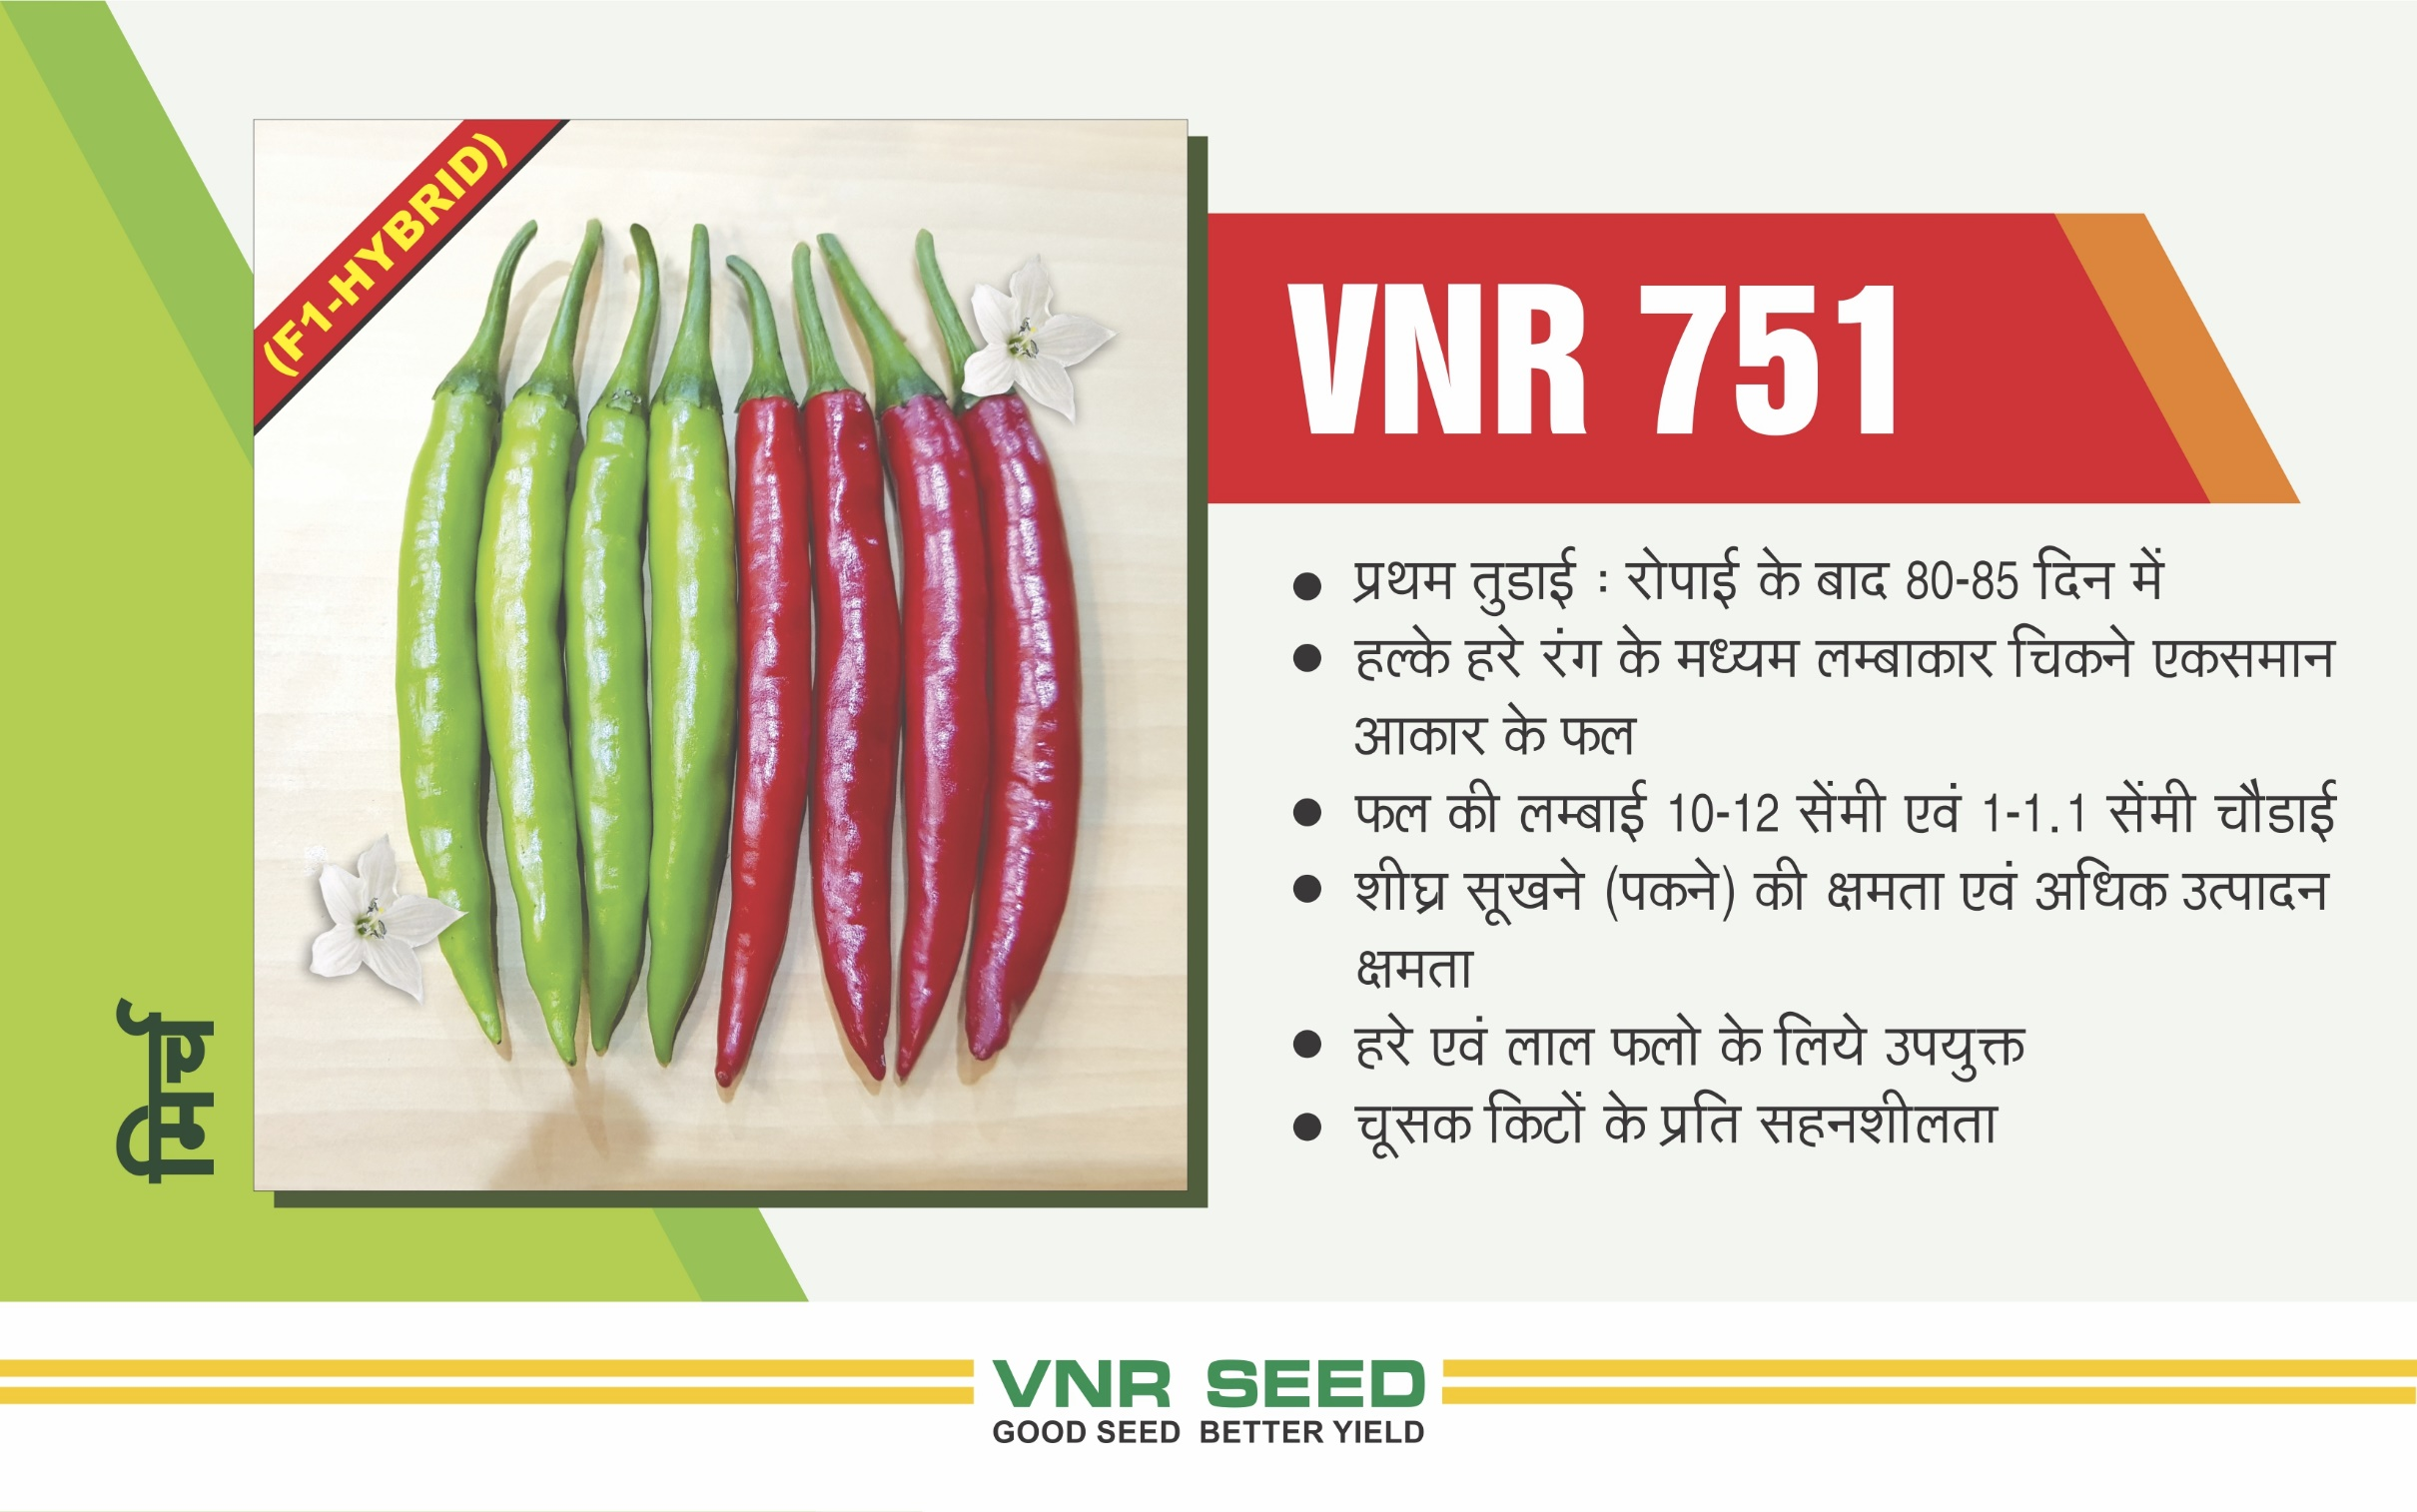 (F1-HYBRID)
VNR 751
प्रथम तुडाई : रोपाई के बाद 80-85 दिन में
हल्के हरे रंग के मध्यम लम्बाकार चिकने एकसमान
आकार के फल
फल की लम्बाई 10-12 सेंमी एवं 1-1.1 सेंमी चौडाई
शीघ्र सूखने (पकने) की क्षमता एवं अधिक उत्पादन
क्षमता
हरे एवं लाल फलो के लिये उपयुक्त
चूसक किटों के प्रति सहनशीलता
मिर्च
VNR SEED
GOOD SEED BETTER YIELD